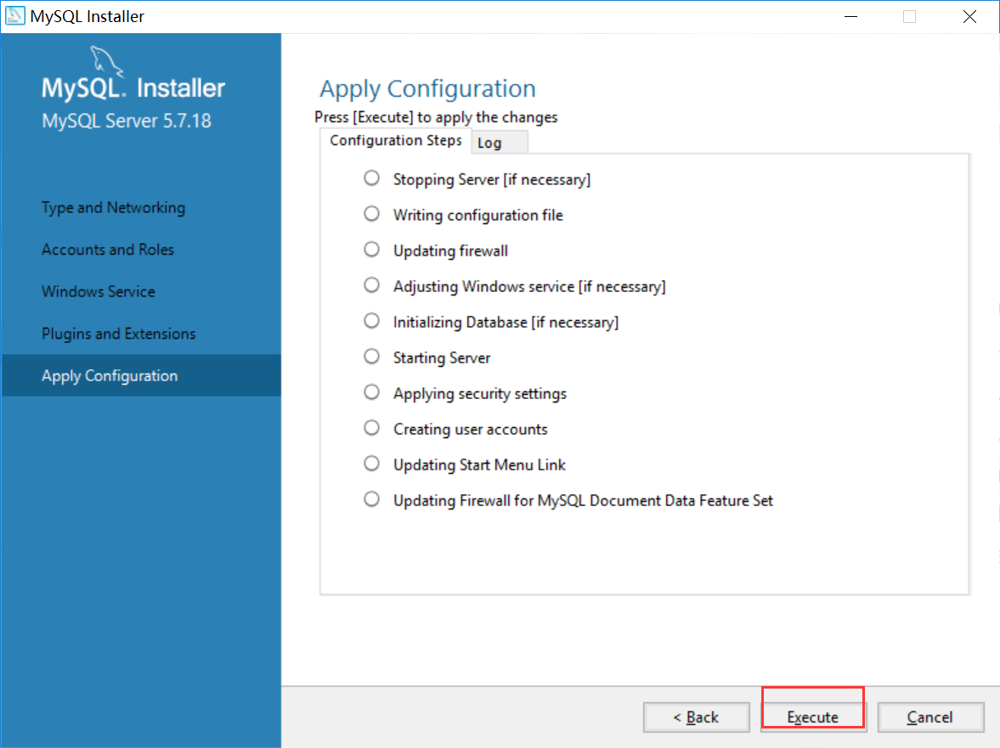 MySQL Installer
MySQL. Installer
MySQL Server 5.7.18
Type and Networking
Accounts and Roles
Windows Service
Plugins and Extensions
Apply Configuration
Apply Configuration
Press [Execute] to apply the changes
Configuration Steps
Log
Stopping Server [if necessary]
Writing configuration file
Updating firewall
Adjusting Windows service [if necessary]
Initializing Database [if necessary]
Starting Server
Applying security settings
Creating user accounts
Updating Start Menu Link
Updating Firewall for MySQL Document Data Feature Set
< Back
Execute
Cancel